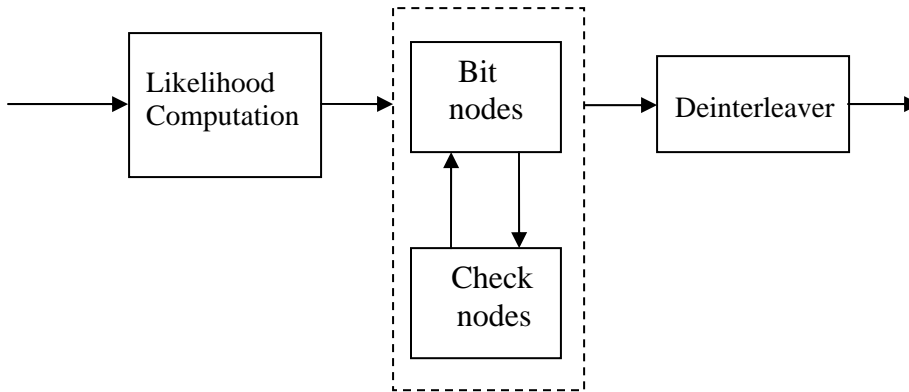 Likelihood
Computation
Bit
nodes
Check
nodes
Deinterleaver